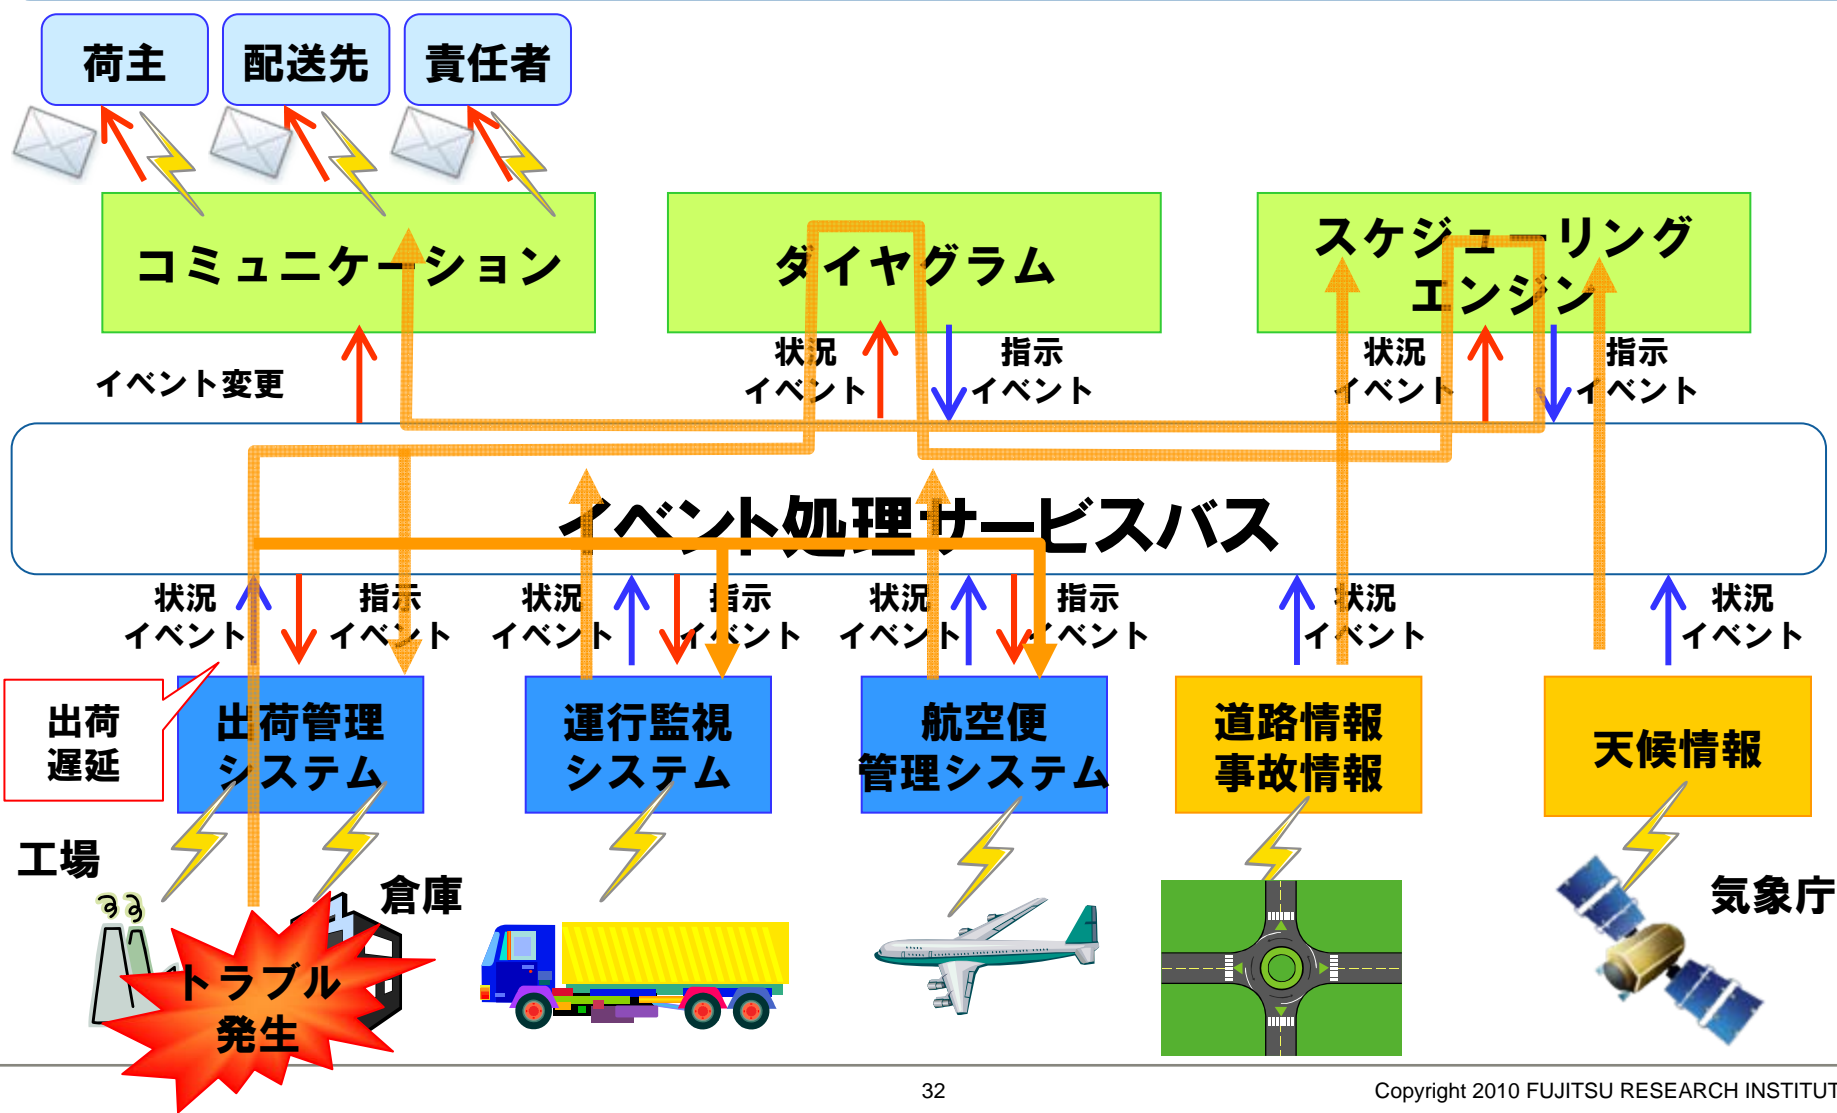 荷主
配送先
責任者
コミュニケーション
ダイヤグラム
スケジューリング
エンジン
イベント変更
状況
イベント
指示
イベント
状況
イベント
指示
イベント
イベント処理サービスバス
状況
イベント
指示
イベント
状況
イベント
指示
イベント
状況
イベント
指示
イベント
状況
イベント
状況
イベント
出荷
遅延
出荷管理
システム
運行監視
システム
航空便
管理システム
道路情報
事故情報
天候情報
工場
倉庫
気象庁
トラブル
発生
32
Copyright 2010 FUJITSU RESEARCH INSTITUT